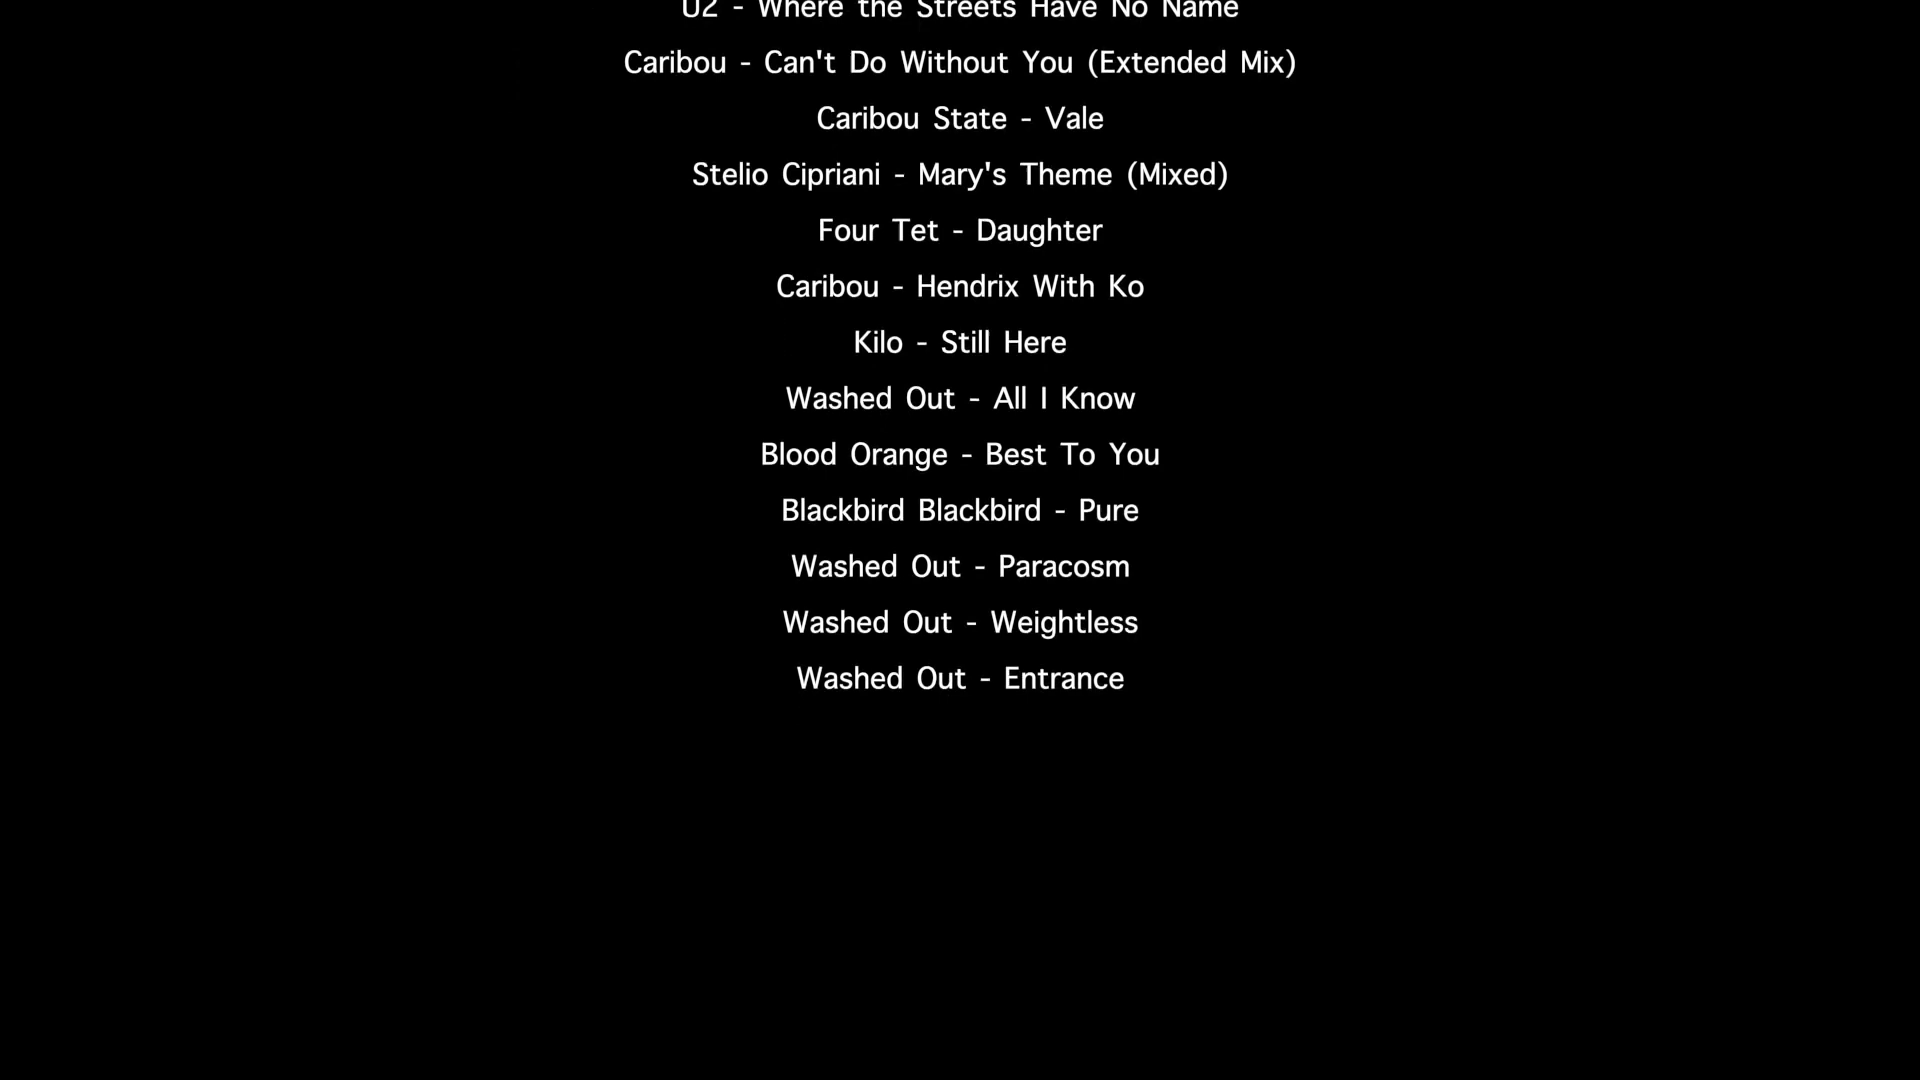 U2 - Where the Streets Have No Name
Caribou - Can't Do Without You (Extended Mix)
Caribou State - Vale
Stelio Cipriani - Mary's Theme (Mixed)
Four Tet - Daughter
Caribou - Hendrix With Ko
Kilo - Still Here
Washed Out - All I Know
Blood Orange - Best To You
Blackbird Blackbird - Pure
Washed Out - Paracosm
Washed Out - Weightless
Washed Out - Entrance